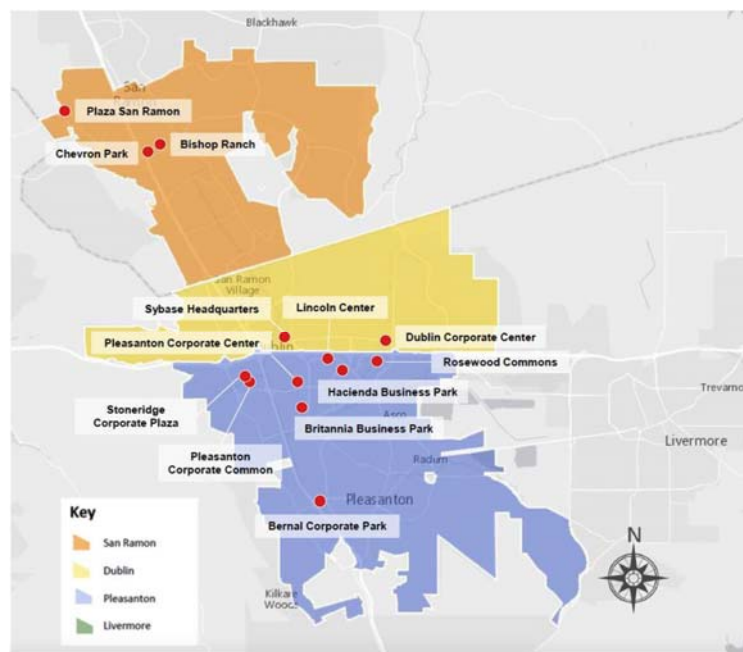 Blackhawk
San
Plaza San Ramon
Bishop Ranch
Chevron Park
San Ramon
Village
Lincoln Center
Sybase Headquarters
Pleasanton Corporate Center
Dublin Corporate Center
Rosewood Commons
Hacienda Business Park
Stoneridge
Corporate Plaza
Britannia Business Park
Trevarno
Livermore
Pleasanton
Corporate Common
Radum
Pleasanton
Bernal Corporate Park
Key
San Ramon
Dublin
Pleasanton
Livermore
Kilkare
Woods
N